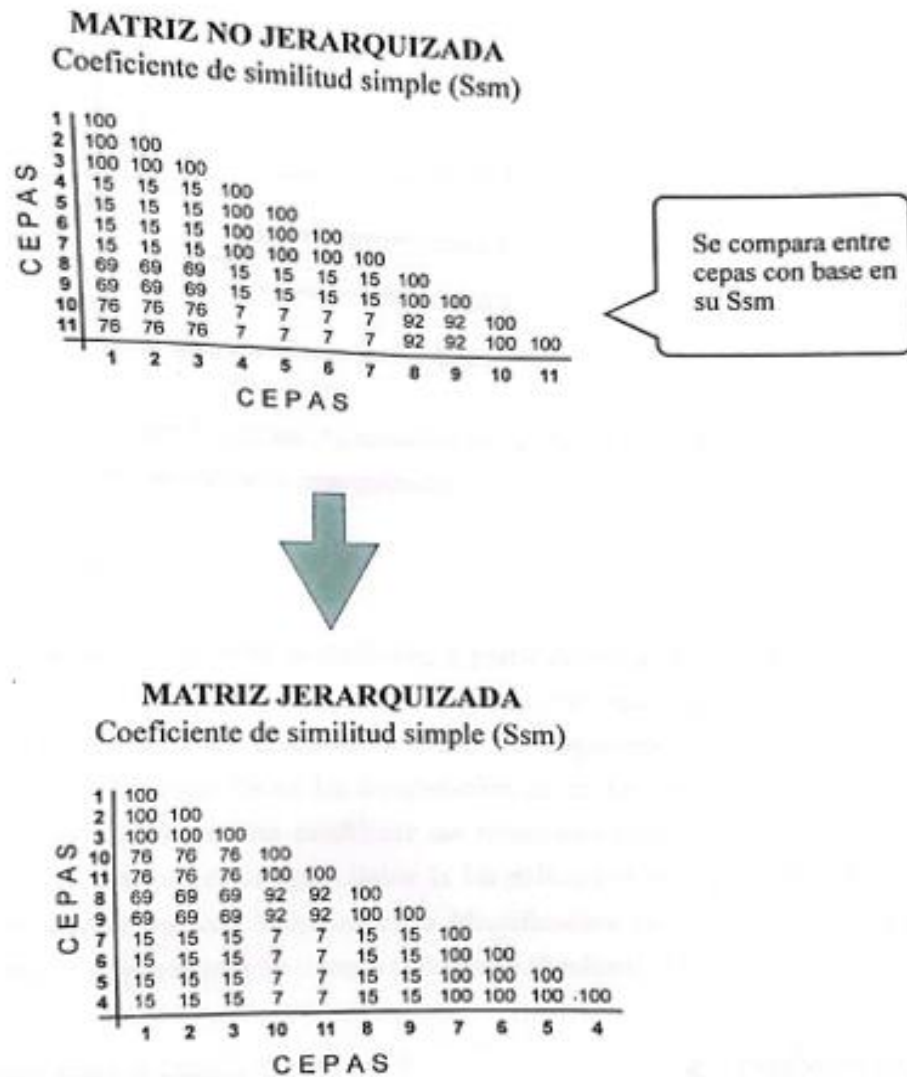 MATRIZ NO JERARQUIZADA
Coeficiente de similitud simple (Ssm)
CEPAS
1 100
2 100 100
3 100 100 100
4 15 15 15 100
5 15 15 15 100 100
6 15 15 15 100 100 100
7 15 15 15 100 100 100 100
8 69 69 69 15 15 15 15 100
9 69 69 69 15 15 15 15 100 100
10 76 76 76 7 7 7 7 92 92 100
11 76 76 76 7 7 7 7 92 92 100 100
1 2 3 4 5 6 7 8 9 10 11
CEPAS
Se compara entre
cepas con base en
su Ssm
MATRIZ JERARQUIZADA
Coeficiente de similitud simple (Ssm)
CEPAS
1 100
2 100 100
3 100 100 100
10 76 76 76 100
11 76 76 76 100 100
8 69 69 69 92 92 100
9 69 69 69 92 92 100 100
7 15 15 15 7 7 15 15 100
6 15 15 15 7 7 15 15 100 100
5 15 15 15 7 7 15 15 100 100 100
4 15 15 15 7 7 15 15 100 100 100 100
1 2 3 10 11 8 9 7 6 5 4
CEPAS